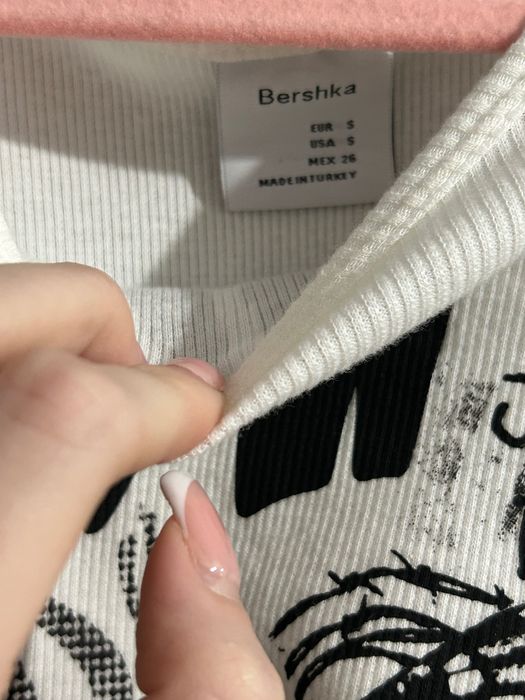 Bershka
EUR S
USA S
MEX 26
MADE IN TURKEY